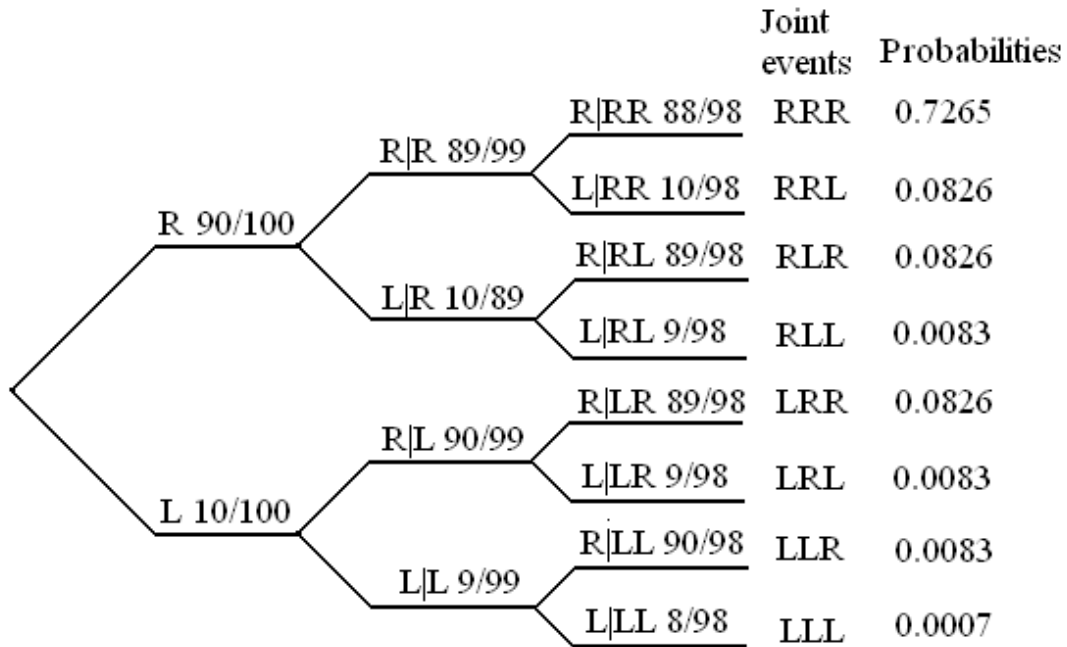 Joint
events Probabilities
R|RR 88/98 RRR 0.7265
R|R 89/99
L|RR 10/98 RRL 0.0826
R 90/100
R|RL 89/98 RLR 0.0826
L|R 10/89
L|RL 9/98 RLL 0.0083
R|LR 89/98 LRR 0.0826
R|L 90/99
L|LR 9/98 LRL 0.0083
L 10/100
R|LL 90/98 LLR 0.0083
L|L 9/99
L|LL 8/98 LLL 0.0007